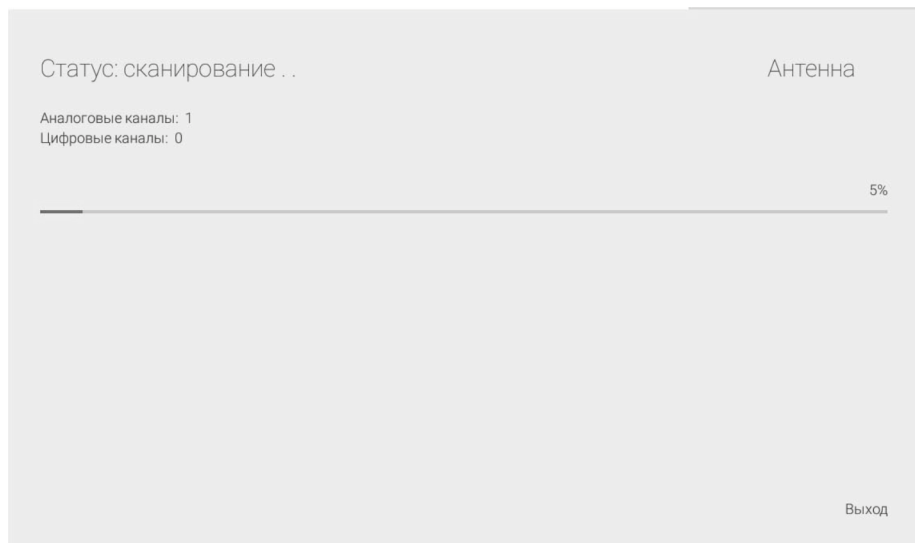 Статус: сканирование . .
Антенна
Аналоговые каналы: 1
Цифровые каналы: 0
5%
Выход